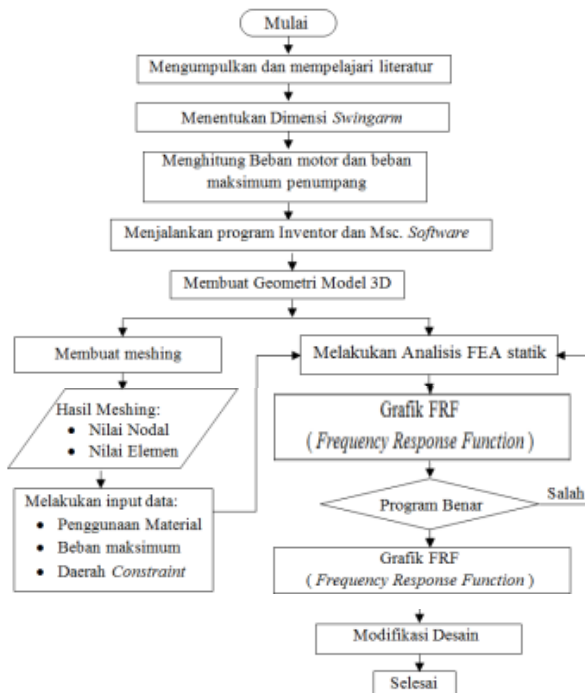 Mulai
Mengumpulkan dan mempelajari literatur
Menentukan Dimensi Swingarm
Menghitung Beban motor dan beban
maksimum penumpang
Menjalankan program Inventor dan Msc. Software
Membuat Geometri Model 3D
Membuat meshing
Hasil Meshing:
● Nilai Nodal
● Nilai Elemen
Melakukan input data:
● Penggunaan Material
● Beban maksimum
● Daerah Constraint
Melakukan Analisis FEA statik
Grafik FRF
( Frequency Response Function )
Program Benar
Salah
Grafik FRF
( Frequency Response Function )
Modifikasi Desain
Selesai